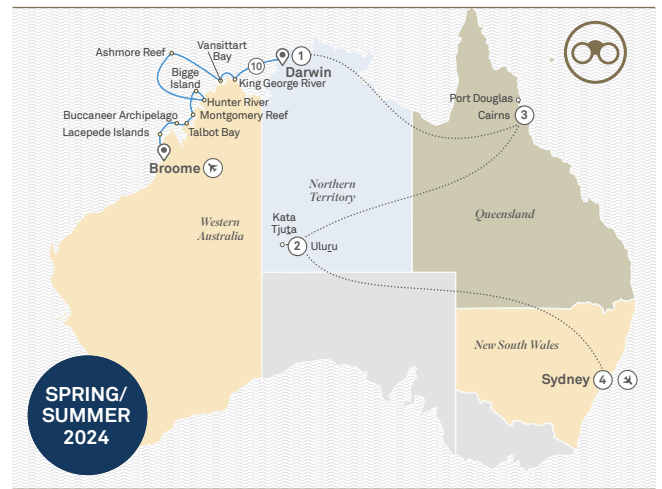 Ashmore Reef
Vansittart
Bay
Bigge
Island
10
1
Darwin
King George River
Hunter River
Buccaneer Archipelago
Montgomery Reef
Lacepede Islands
Talbot Bay
Broome
Port Douglas
Cairns
3
Northern
Territory
Queensland
Western
Australia
Kata
Tjuṯa
2
Uluṟu
New South Wales
Sydney
4
SPRING/
SUMMER
2024